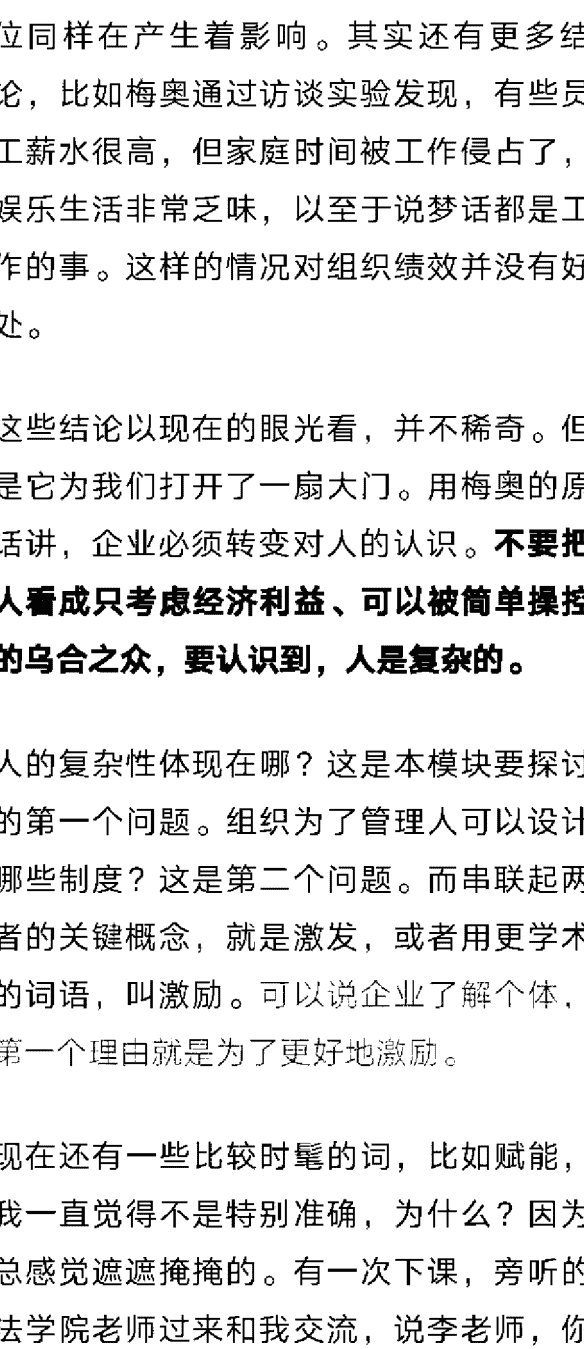 位同样在产生着影响。其实还有更多结
论，比如梅奥通过访谈实验发现，有些员
工薪水很高，但家庭时间被工作侵占了，
娱乐生活非常乏味，以至于说梦话都是工
作的事。这样的情况对组织绩效并没有好
处。
这些结论以现在的眼光看，并不稀奇。但
是它为我们打开了一扇大门。用梅奥的原
话讲，企业必须转变对人的认识。不要把
人看成只考虑经济利益、可以被简单操控
的乌合之众，要认识到，人是复杂的。
人的复杂性体现在哪？这是本模块要探讨
的第一个问题。组织为了管理人可以设计
哪些制度？这是第二个问题。而串联起两
者的关键概念，就是激发，或者用更学术
的词语，叫激励。可以说企业了解个体，
第一个理由就是为了更好地激励。
现在还有一些比较时髦的词，比如赋能，
我一直觉得不是特别准确，为什么？因为
总感觉遮遮掩掩的。有一次下课，旁听的
法学院老师过来和我交流，说李老师，你